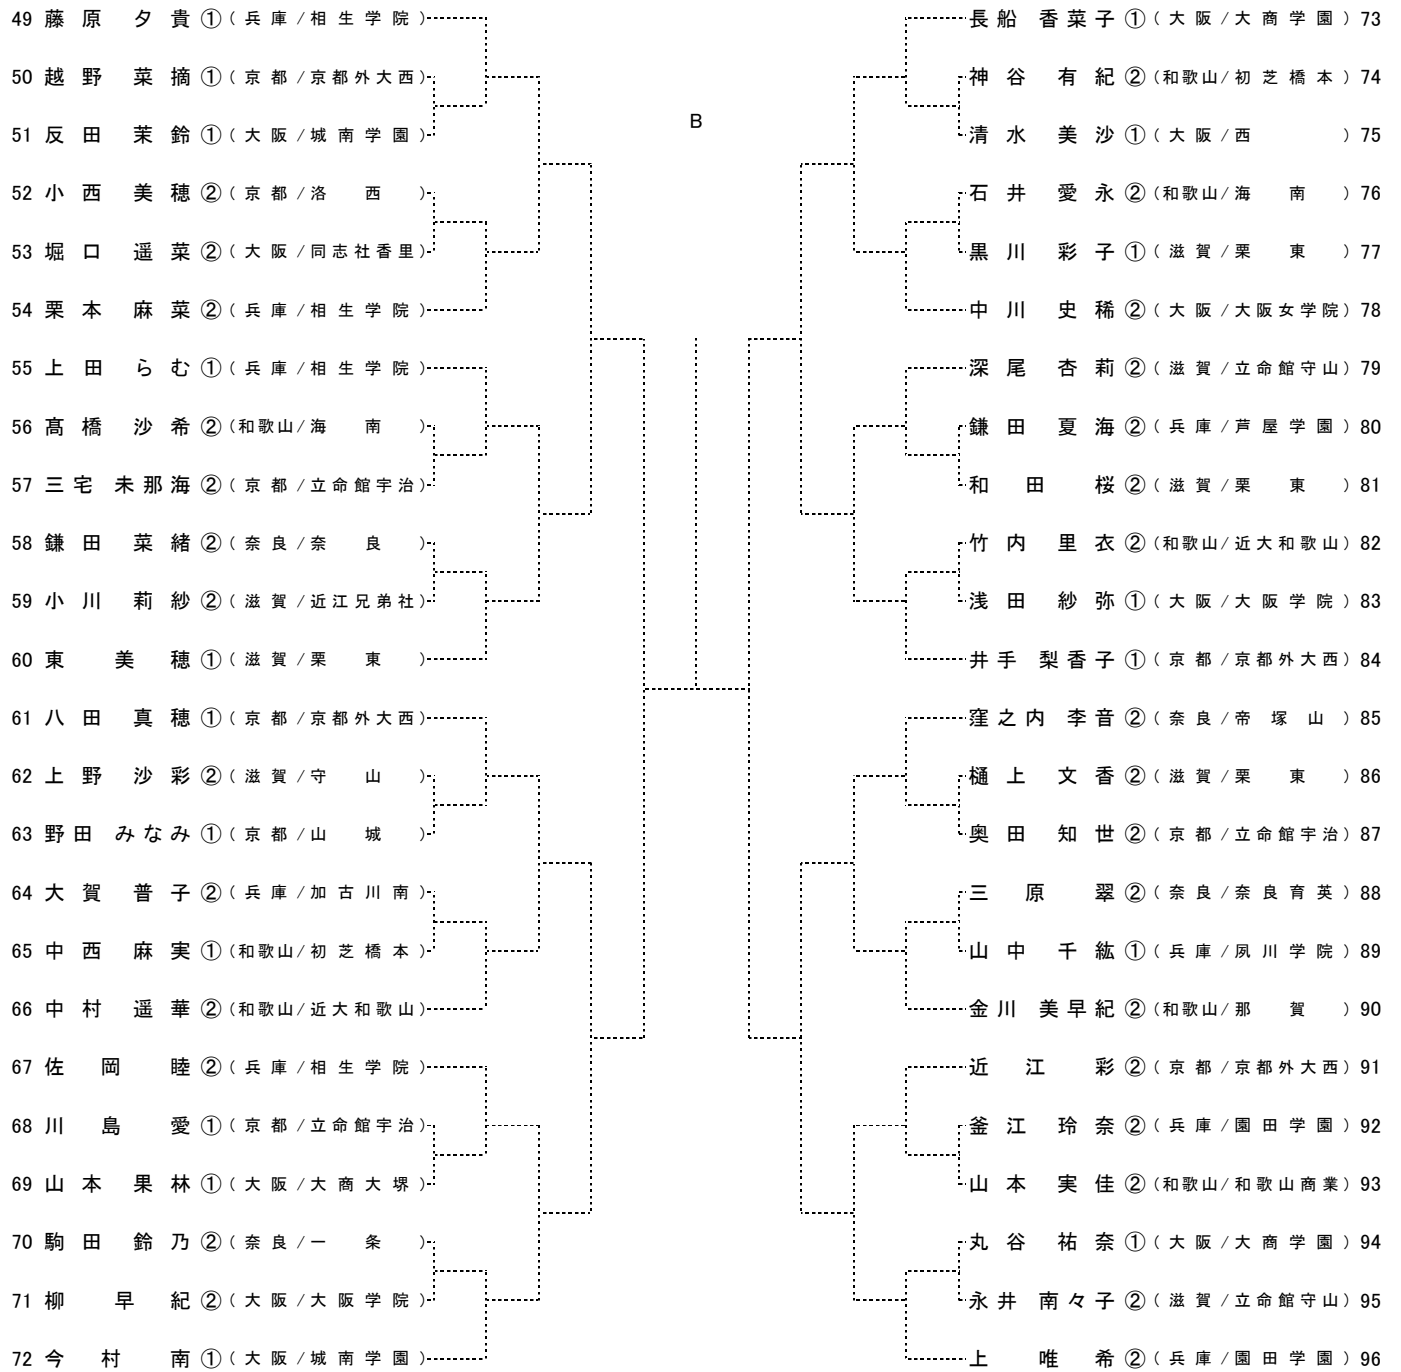 49 藤原 夕貴 ① (兵庫/相生学院)
50 越野 菜摘 ① (京都/京都外大西)
51 反田 茉鈴 ① (大阪/城南学園)
52 小西 美穂 ② (京都/洛西)
53 堀口 遥菜 ② (大阪/同志社香里)
54 栗本 麻菜 ② (兵庫/相生学院)
55 上田 らむ ① (兵庫/相生学院)
56 髙橋 沙希 ② (和歌山/海南)
57 三宅 未那海 ② (京都/立命館宇治)
58 鎌田 菜緒 ② (奈良/奈良)
59 小川 莉紗 ② (滋賀/近江兄弟社)
60 東 美穂 ① (滋賀/栗東)
61 八田 真穂 ① (京都/京都外大西)
62 上野 沙彩 ② (滋賀/守山)
63 野田 みなみ ① (京都/山城)
64 大賀 普子 ② (兵庫/加古川南)
65 中西 麻実 ① (和歌山/初芝橋本)
66 中村 遥華 ② (和歌山/近大和歌山)
67 佐岡 睦 ② (兵庫/相生学院)
68 川島 愛 ① (京都/立命館宇治)
69 山本 果林 ① (大阪/大商大堺)
70 駒田 鈴乃 ② (奈良/一条)
71 柳 早紀 ② (大阪/大阪学院)
72 今村 南 ① (大阪/城南学園)
B
長船 香菜子 ① (大阪/大商学園) 73
神谷 有紀 ② (和歌山/初芝橋本) 74
清水 美沙 ① (大阪/西) 75
石井 愛永 ② (和歌山/海南) 76
黒川 彩子 ① (滋賀/栗東) 77
中川 史稀 ② (大阪/大阪女学院) 78
深尾 杏莉 ② (滋賀/立命館守山) 79
鎌田 夏海 ② (兵庫/芦屋学園) 80
和田 桜 ② (滋賀/栗東) 81
竹内 里衣 ② (和歌山/近大和歌山) 82
浅田 紗弥 ① (大阪/大阪学院) 83
井手 梨香子 ① (京都/京都外大西) 84
窪之内 李音 ② (奈良/帝塚山) 85
樋上 文香 ② (滋賀/栗東) 86
奥田 知世 ② (京都/立命館宇治) 87
三原 翠 ② (奈良/奈良育英) 88
山中 千紘 ① (兵庫/夙川学院) 89
金川 美早紀 ② (和歌山/那賀) 90
近江 彩 ② (京都/京都外大西) 91
釜江 玲奈 ② (兵庫/園田学園) 92
山本 実佳 ② (和歌山/和歌山商業) 93
丸谷 祐奈 ① (大阪/大商学園) 94
永井 南々子 ② (滋賀/立命館守山) 95
上 唯希 ② (兵庫/園田学園) 96